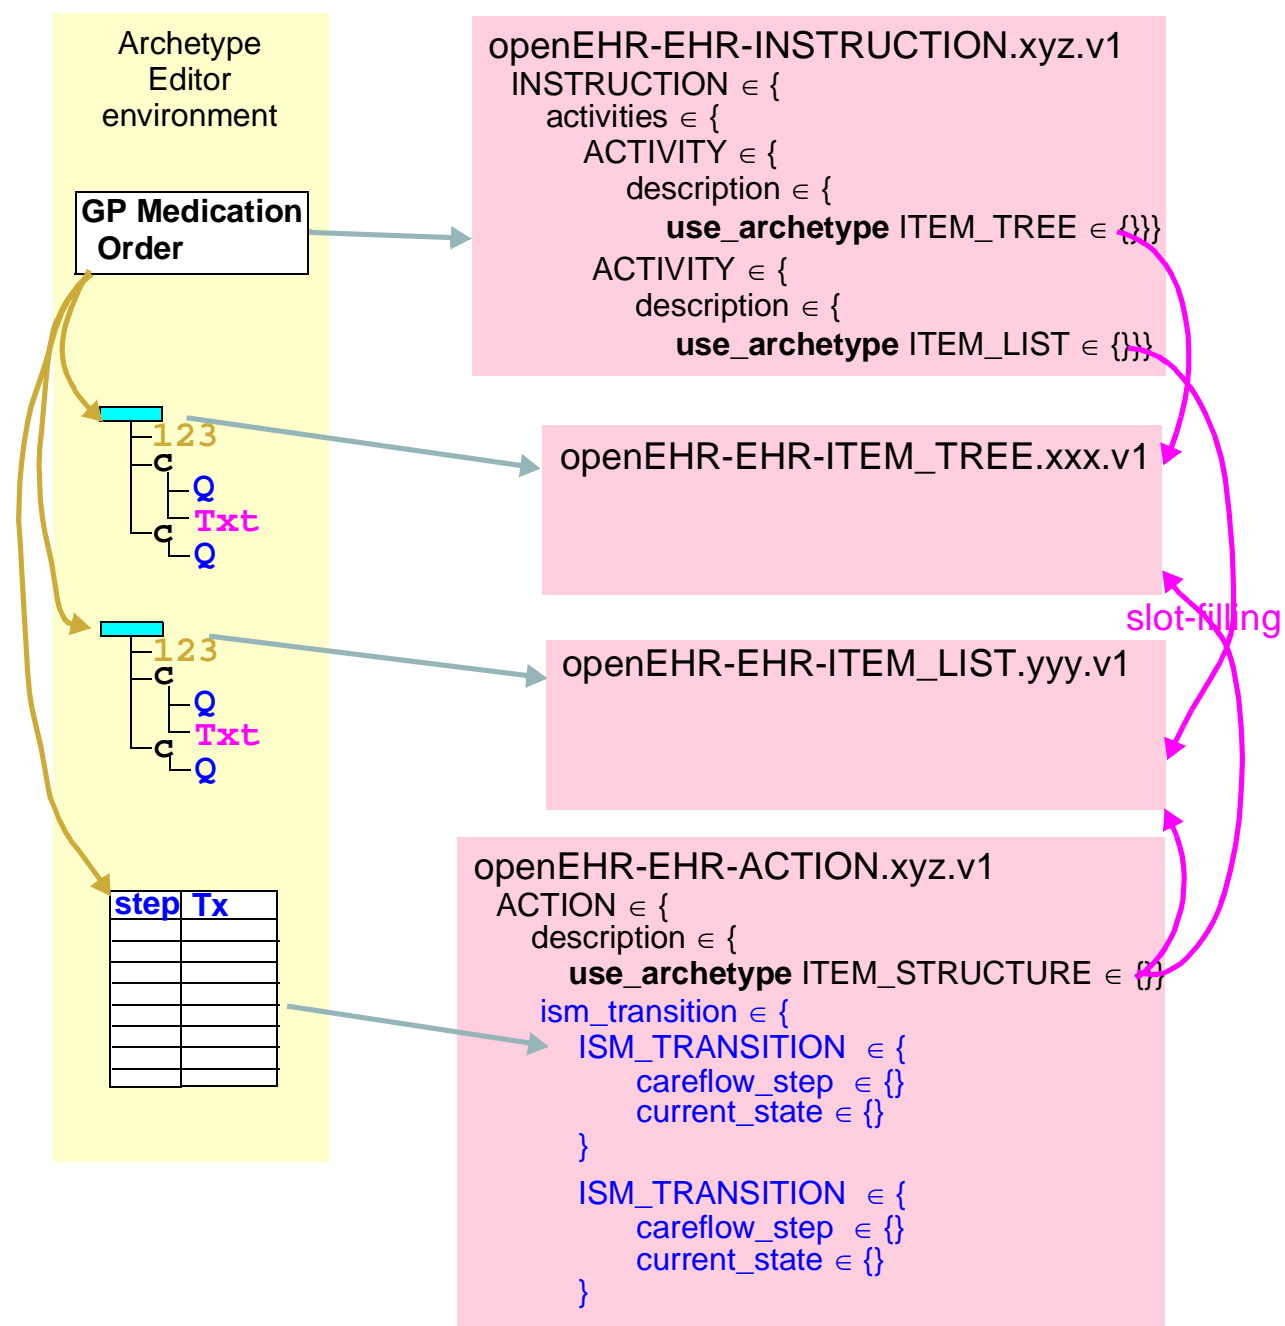 Archetype
Editor
environment
GP Medication
Order
123
C
Q
Txt
C
Q
123
C
Q
Txt
C
Q
step Tx
openEHR-EHR-INSTRUCTION.xyz.v1
INSTRUCTION ∈ {
activities ∈ {
ACTIVITY ∈ {
description ∈ {
use_archetype ITEM_TREE ∈ {}}}
ACTIVITY ∈ {
description ∈ {
use_archetype ITEM_LIST ∈ {}}}
openEHR-EHR-ITEM_TREE.xxx.v1
slot-filling
openEHR-EHR-ITEM_LIST.yyy.v1
openEHR-EHR-ACTION.xyz.v1
ACTION ∈ {
description ∈ {
use_archetype ITEM_STRUCTURE ∈ {}}
ism_transition ∈ {
ISM_TRANSITION ∈ {
careflow_step ∈ {}
current_state ∈ {}
}
ISM_TRANSITION ∈ {
careflow_step ∈ {}
current_state ∈ {}
}